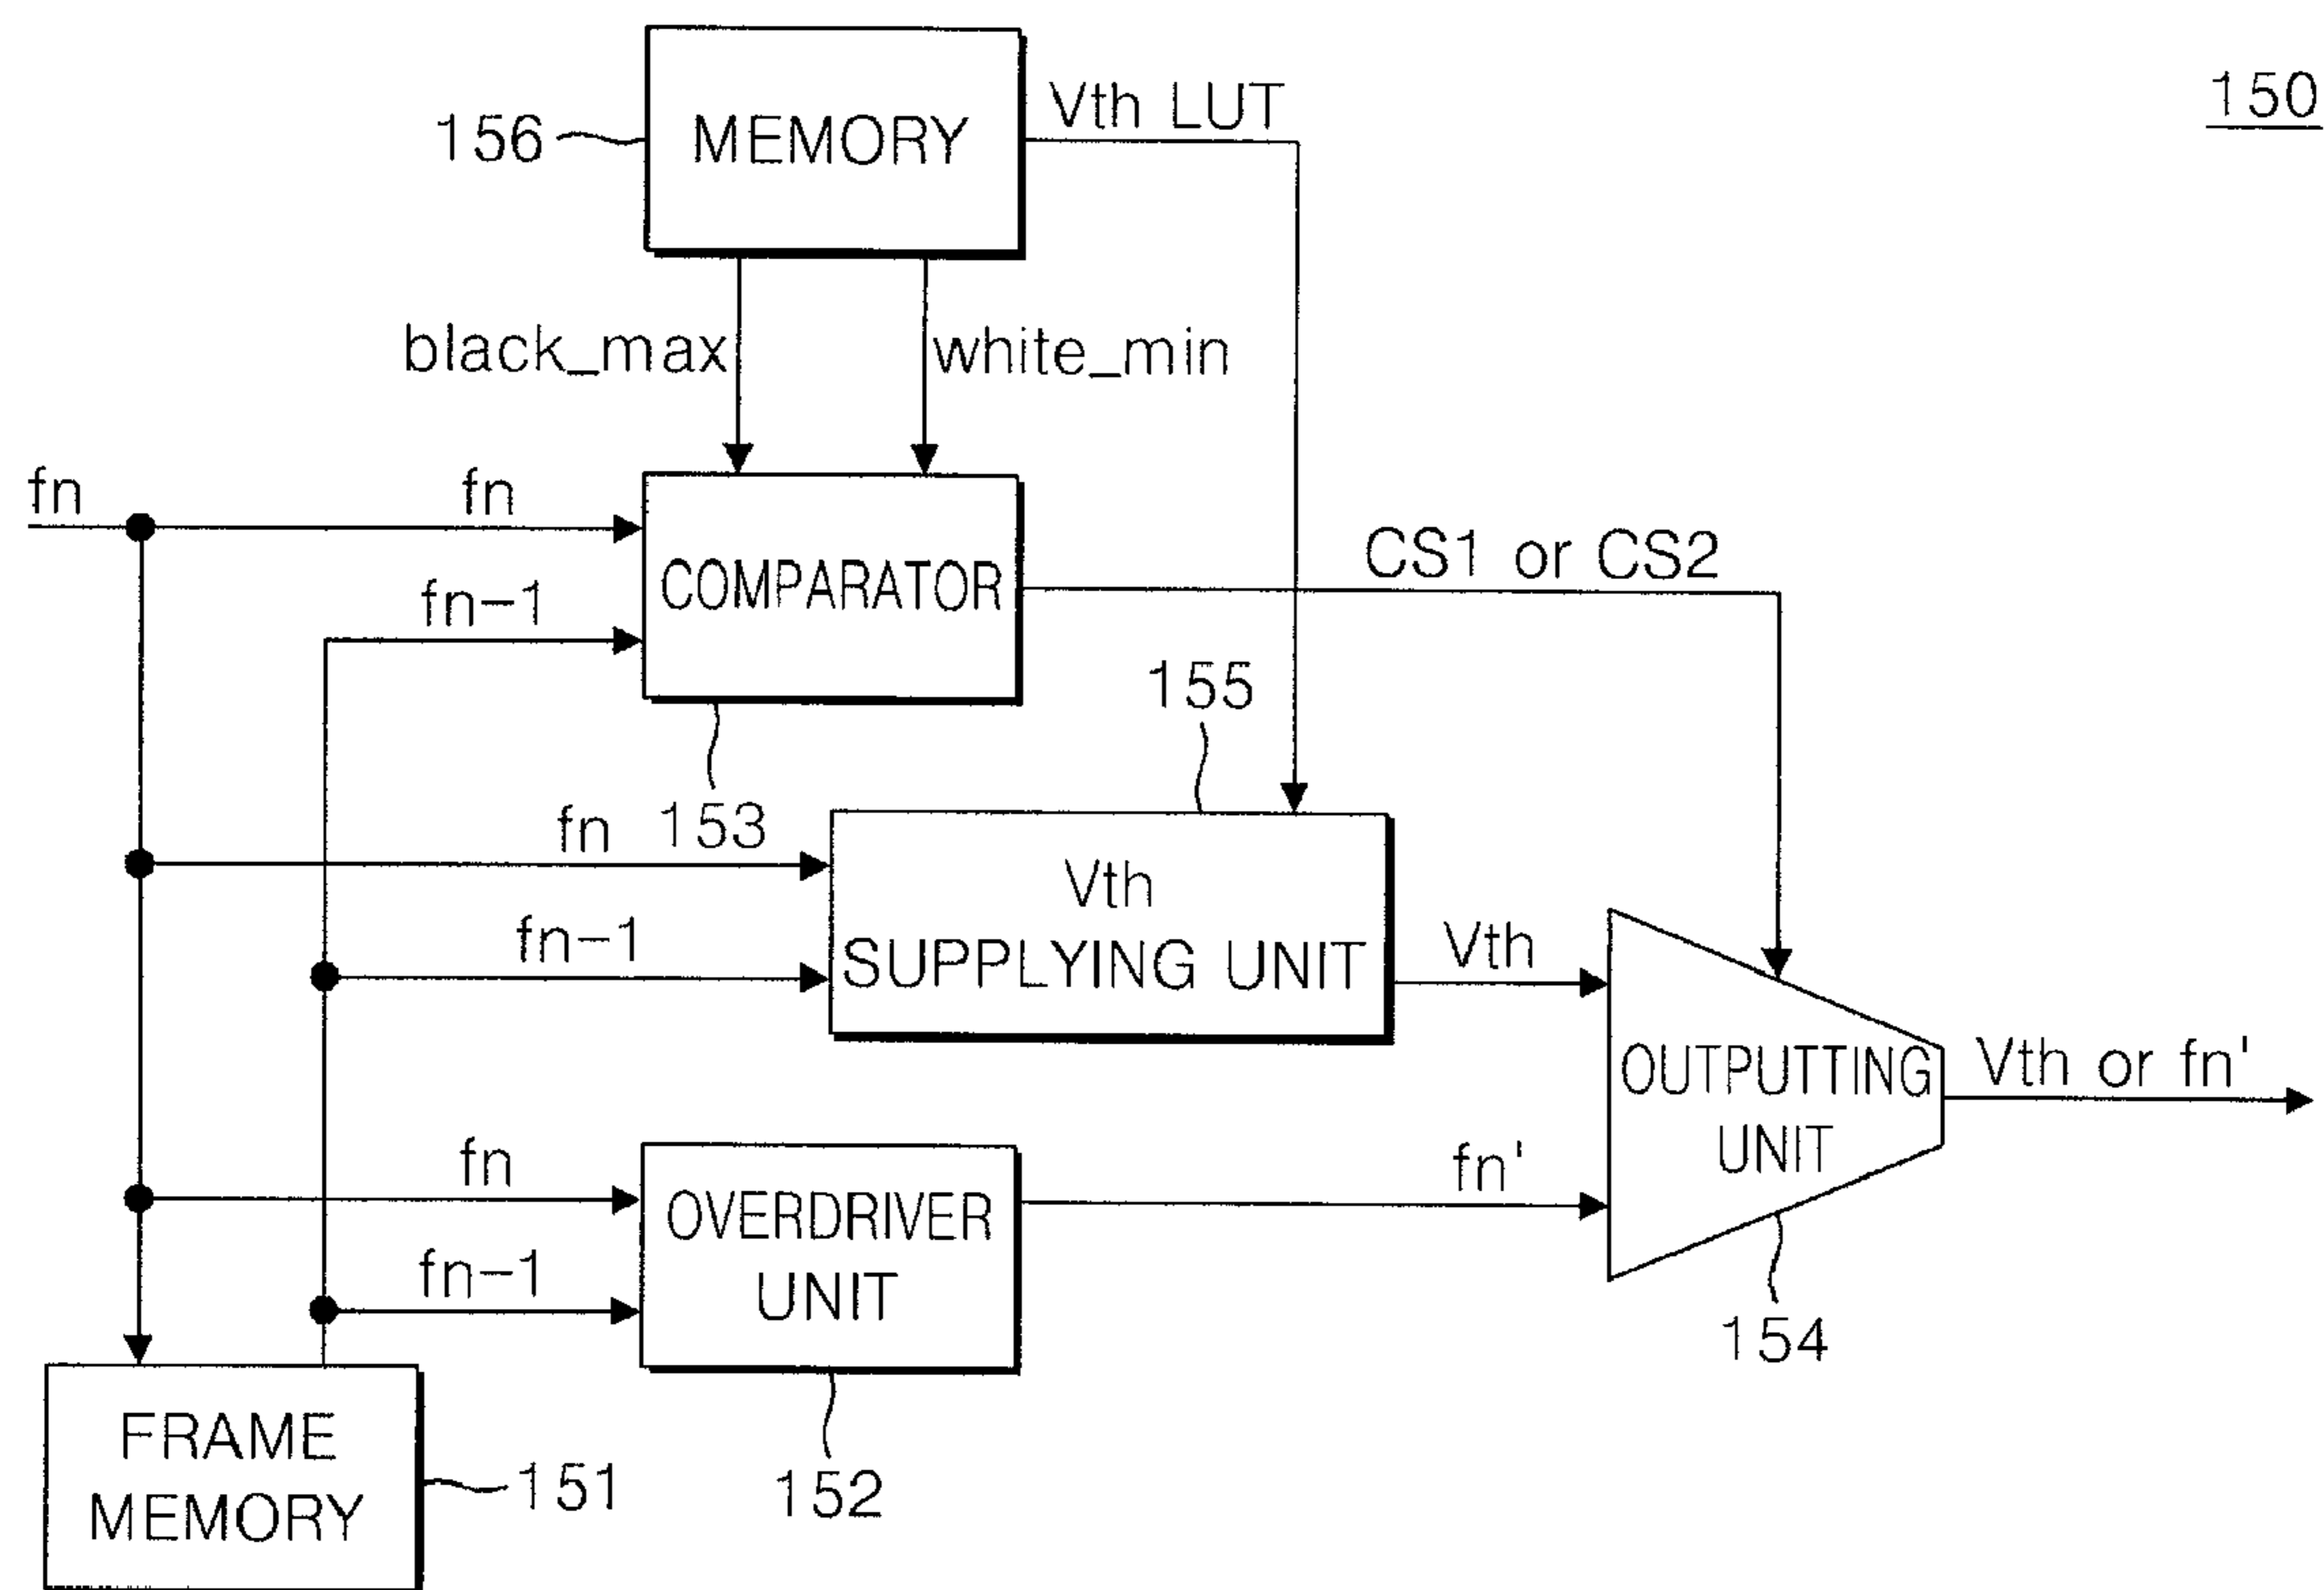 150
MEMORY
156
Vth LUT
black_max
white_min
fn
fn
fn-1
COMPARATOR
CS1 or CS2
153
155
fn
fn-1
Vth
SUPPLYING UNIT
Vth
OUTPUTTING
UNIT
Vth or fn'
154
fn
fn-1
OVERDRIVER
UNIT
fn'
152
FRAME
MEMORY
151